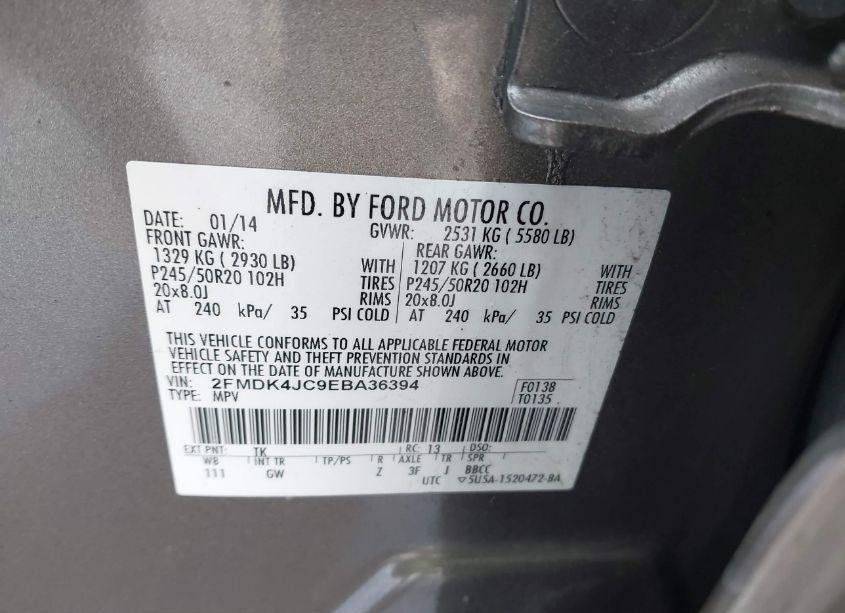 MFD. BY FORD MOTOR CO.
DATE: 01/14 GVWR: 2531 KG ( 5580 LB)
FRONT GAWR: REAR GAWR:
1329 KG ( 2930 LB) WITH 1207 KG ( 2660 LB) WITH
P245/50R20 102H TIRES P245/50R20 102H TIRES
20x8.0J RIMS 20x8.0J RIMS
AT 240 kPa/ 35 PSI COLD AT 240 kPa/ 35 PSI COLD
THIS VEHICLE CONFORMS TO ALL APPLICABLE FEDERAL MOTOR
VEHICLE SAFETY AND THEFT PREVENTION STANDARDS IN
EFFECT ON THE DATE OF MANUFACTURE SHOWN ABOVE.
VIN: 2FMDK4JC9EBA36394 F0138
TYPE: MPV T0135
EXT PNT: TK RC: 13 DSO:
WB INT TR TP/PS R AXLE TR SPR
111 GW Z 3F J BBCC
UTC ▽5U5A-1520472-BA